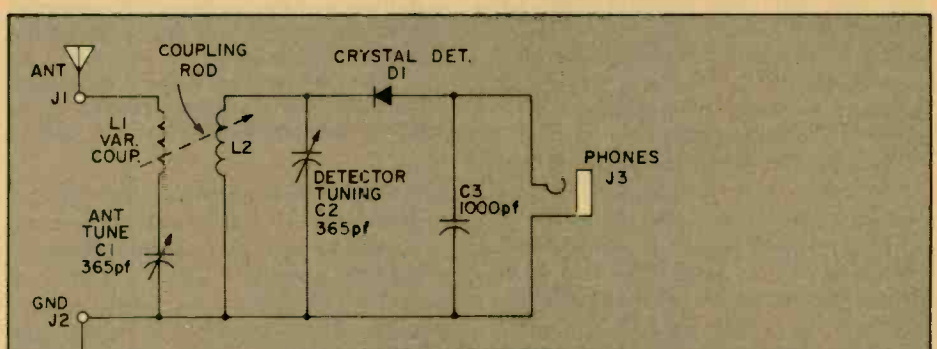 ANT
J1
COUPLING
ROD
CRYSTAL DET.
D1
L1
VAR.
COUP.
L2
DETECTOR
TUNING
C2
365pf
C3
1000pf
PHONES
J3
ANT
TUNE
C1
365pf
GND
J2